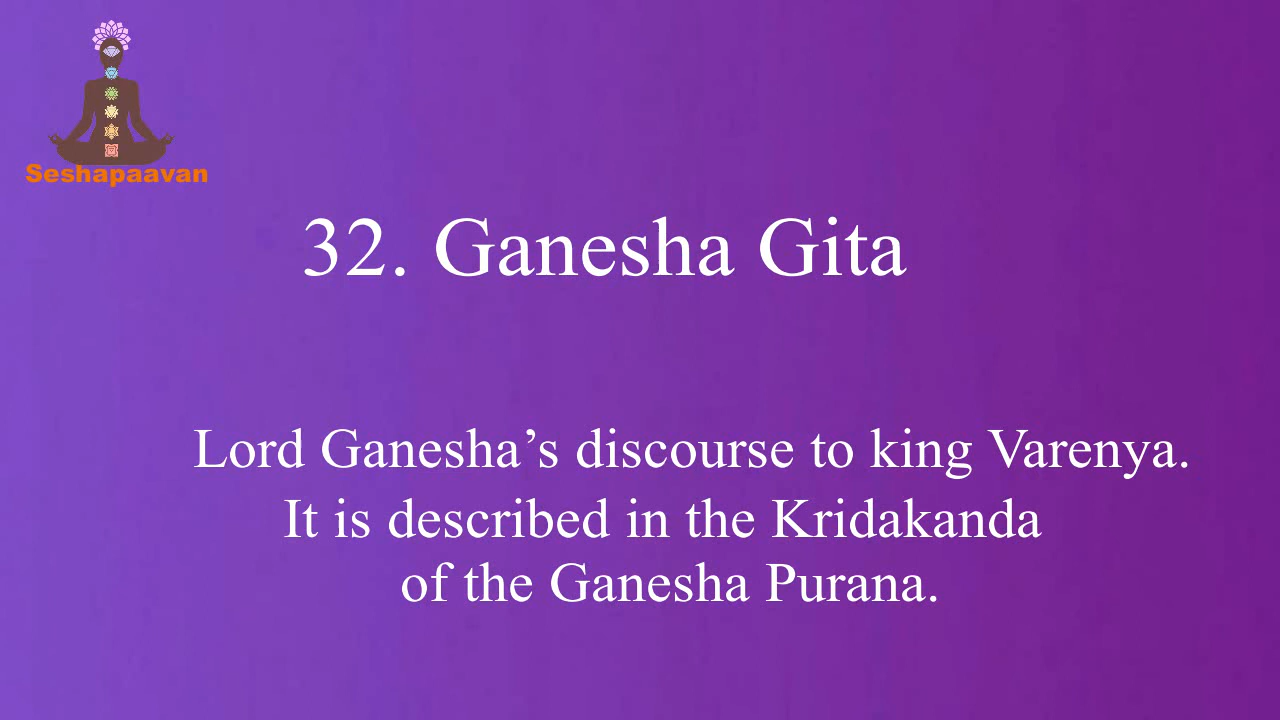 Seshapaavan
32. Ganesha Gita
Lord Ganesha’s discourse to king Varenya.
It is described in the Kridakanda
of the Ganesha Purana.